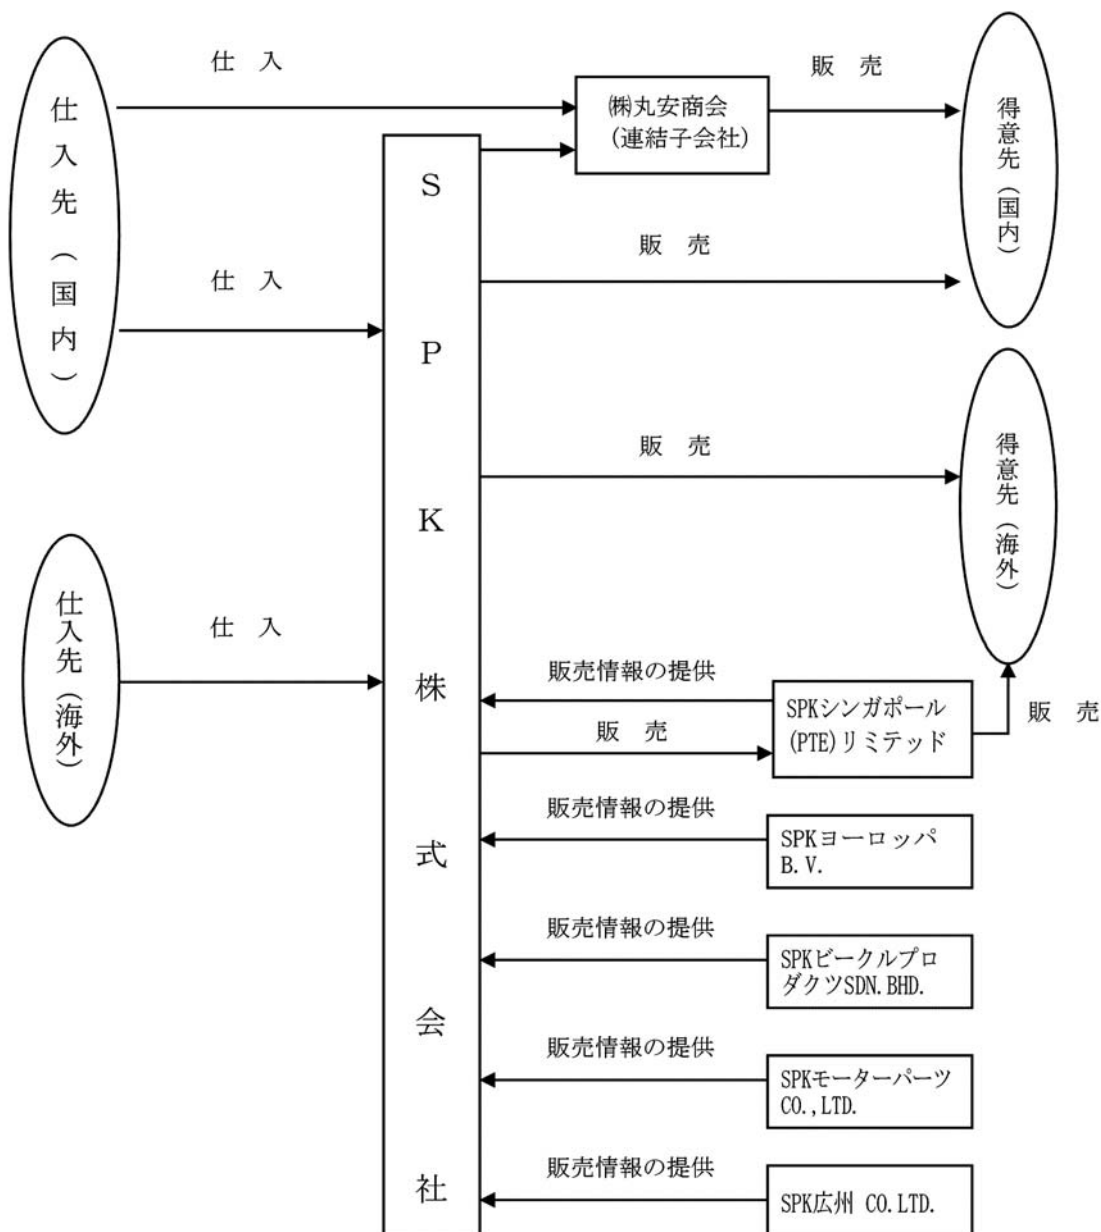 仕入先（国内）
仕　入
㈱丸安商会
（連結子会社）
販　売
得意先（国内）
SPK株式会社
販　売
仕　入
販　売
得意先（海外）
仕入先（海外）
仕　入
販売情報の提供
SPKシンガポール
(PTE)リミテッド
販　売
販　売
販売情報の提供
SPKヨーロッパ
B.V.
販売情報の提供
SPKビークルプロ
ダクツSDN.BHD.
販売情報の提供
SPKモーターパーツ
CO.,LTD.
販売情報の提供
SPK広州 CO.LTD.